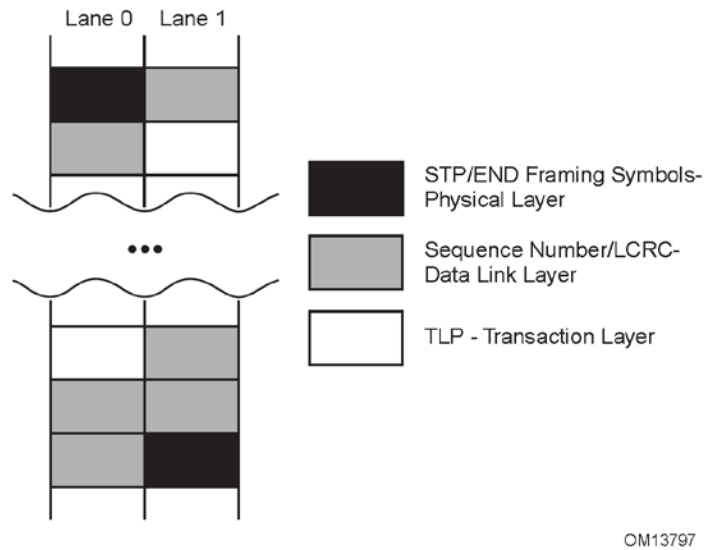 Lane 0 Lane 1
STP/END Framing Symbols-
Physical Layer
Sequence Number/LCRC-
Data Link Layer
TLP - Transaction Layer
OM13797